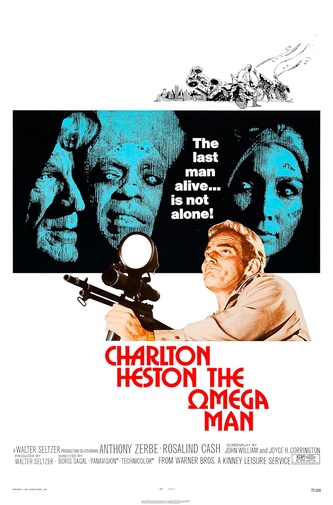 The
last
man
alive...
is not
alone!
CHARLTON
HESTON THE
ΩMEGA
MAN
A WALTER SELTZER PRODUCTION CO-STARRING ANTHONY ZERBE · ROSALIND CASH · SCREENPLAY BY JOHN WILLIAM and JOYCE H. CORRINGTON
PRODUCED BY WALTER SELTZER · DIRECTED BY BORIS SAGAL · PANAVISION® · TECHNICOLOR® · FROM WARNER BROS. A KINNEY LEISURE SERVICE